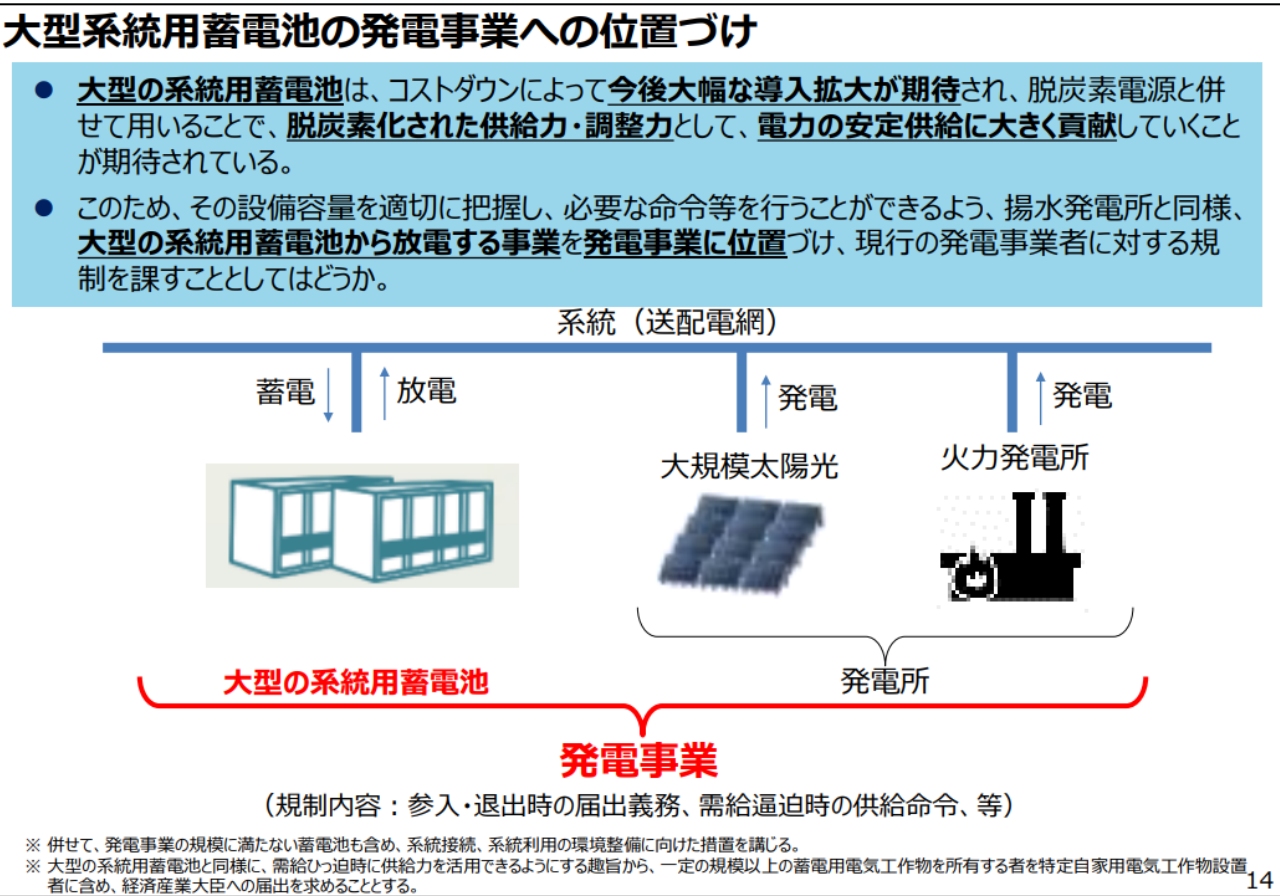 大型系統用蓄電池の発電事業への位置づけ
● 大型の系統用蓄電池は、コストダウンによって今後大幅な導入拡大が期待され、脱炭素電源と併
せて用いることで、脱炭素化された供給力・調整力として、電力の安定供給に大きく貢献していくこと
が期待されている。
● このため、その設備容量を適切に把握し、必要な命令等を行うことができるよう、揚水発電所と同様、
大型の系統用蓄電池から放電する事業を発電事業に位置づけ、現行の発電事業者に対する規
制を課すこととしてはどうか。
系統（送配電網）
蓄電
放電
発電
発電
大規模太陽光
火力発電所
大型の系統用蓄電池
発電所
発電事業
（規制内容：参入・退出時の届出義務、需給逼迫時の供給命令、等）
※ 併せて、発電事業の規模に満たない蓄電池も含め、系統接続、系統利用の環境整備に向けた措置を講じる。
※ 大型の系統用蓄電池と同様に、需給ひっ迫時に供給力を活用できるようにする趣旨から、一定の規模以上の蓄電用電気工作物を所有する者を特定自家用電気工作物設置
者に含め、経済産業大臣への届出を求めることとする。
14